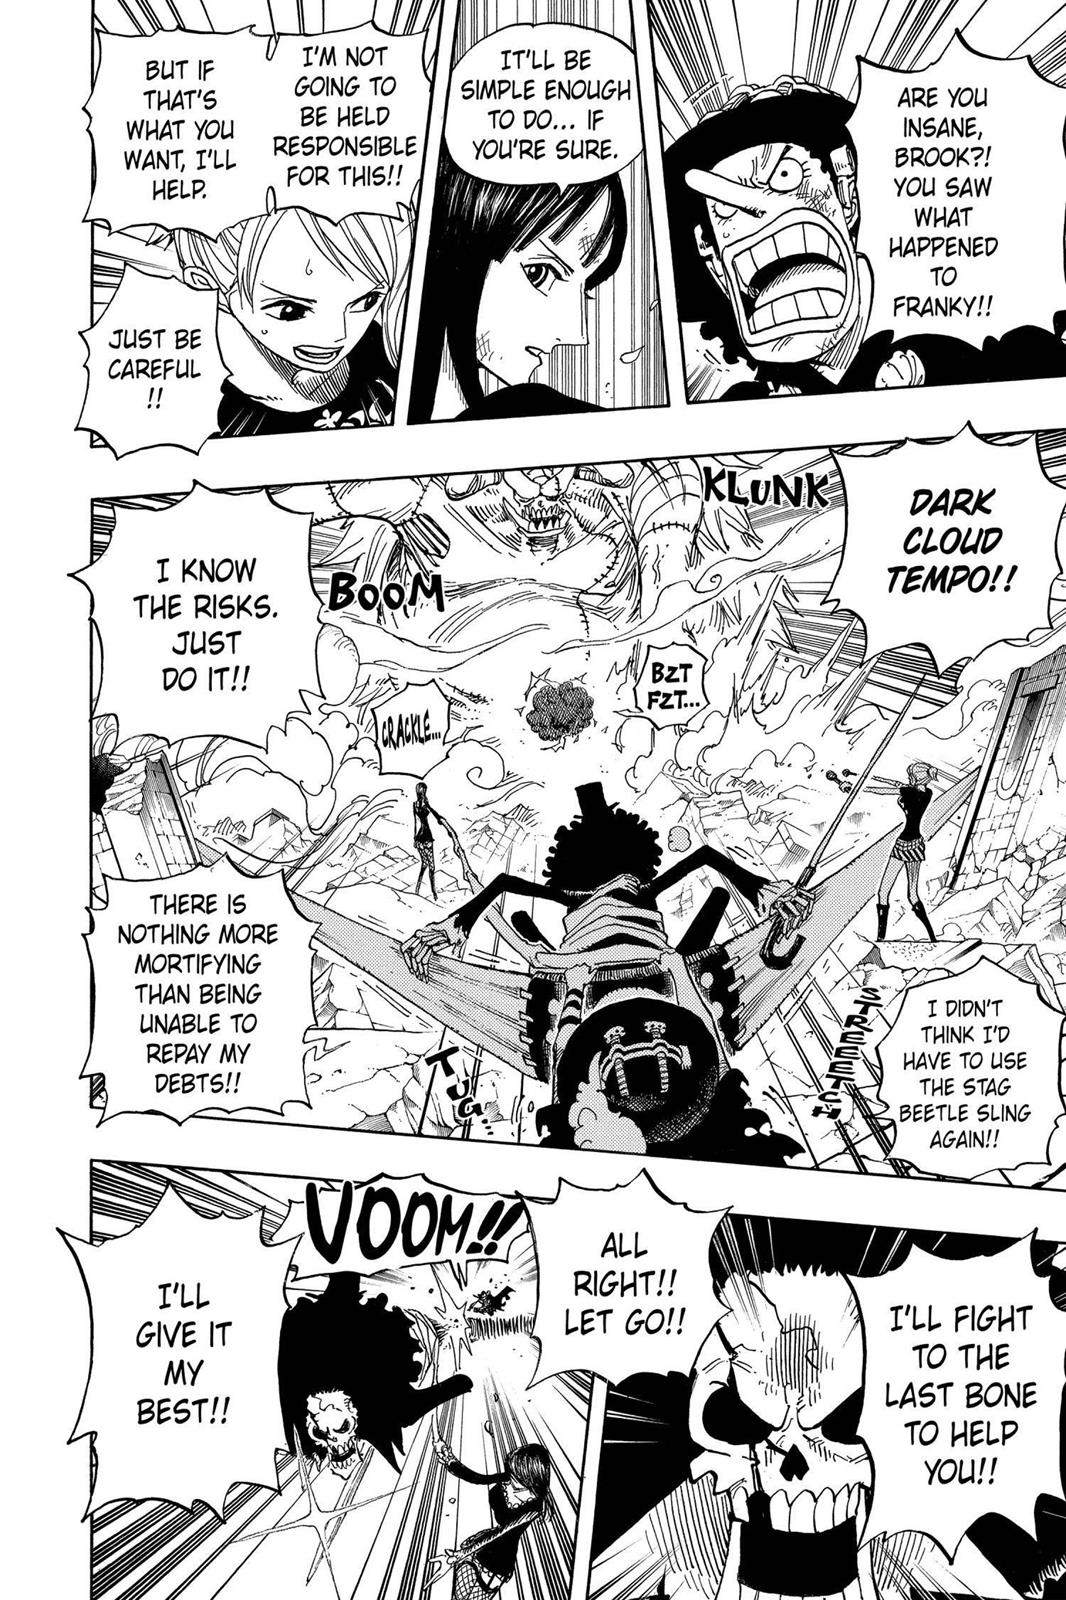 ARE YOU
INSANE,
BROOK?!
YOU SAW
WHAT
HAPPENED
TO
FRANKY!!
IT'LL BE
SIMPLE ENOUGH
TO DO... IF
YOU'RE SURE.
I'M NOT
GOING TO
BE HELD
RESPONSIBLE
FOR THIS!!
BUT IF
THAT'S
WHAT YOU
WANT, I'LL
HELP.
JUST BE
CAREFUL
!!
DARK
CLOUD
TEMPO!!
KLUNK
BOOM
I KNOW
THE RISKS.
JUST
DO IT!!
BZT
FZT...
CRACKLE...
THERE IS
NOTHING MORE
MORTIFYING
THAN BEING
UNABLE TO
REPAY MY
DEBTS!!
STREEETCH
I DIDN'T
THINK I'D
HAVE TO USE
THE STAG
BEETLE SLING
AGAIN!!
TUG...
I'LL FIGHT
TO THE
LAST BONE
TO HELP
YOU!!
ALL
RIGHT!!
LET GO!!
VOOM!!
I'LL
GIVE IT
MY
BEST!!